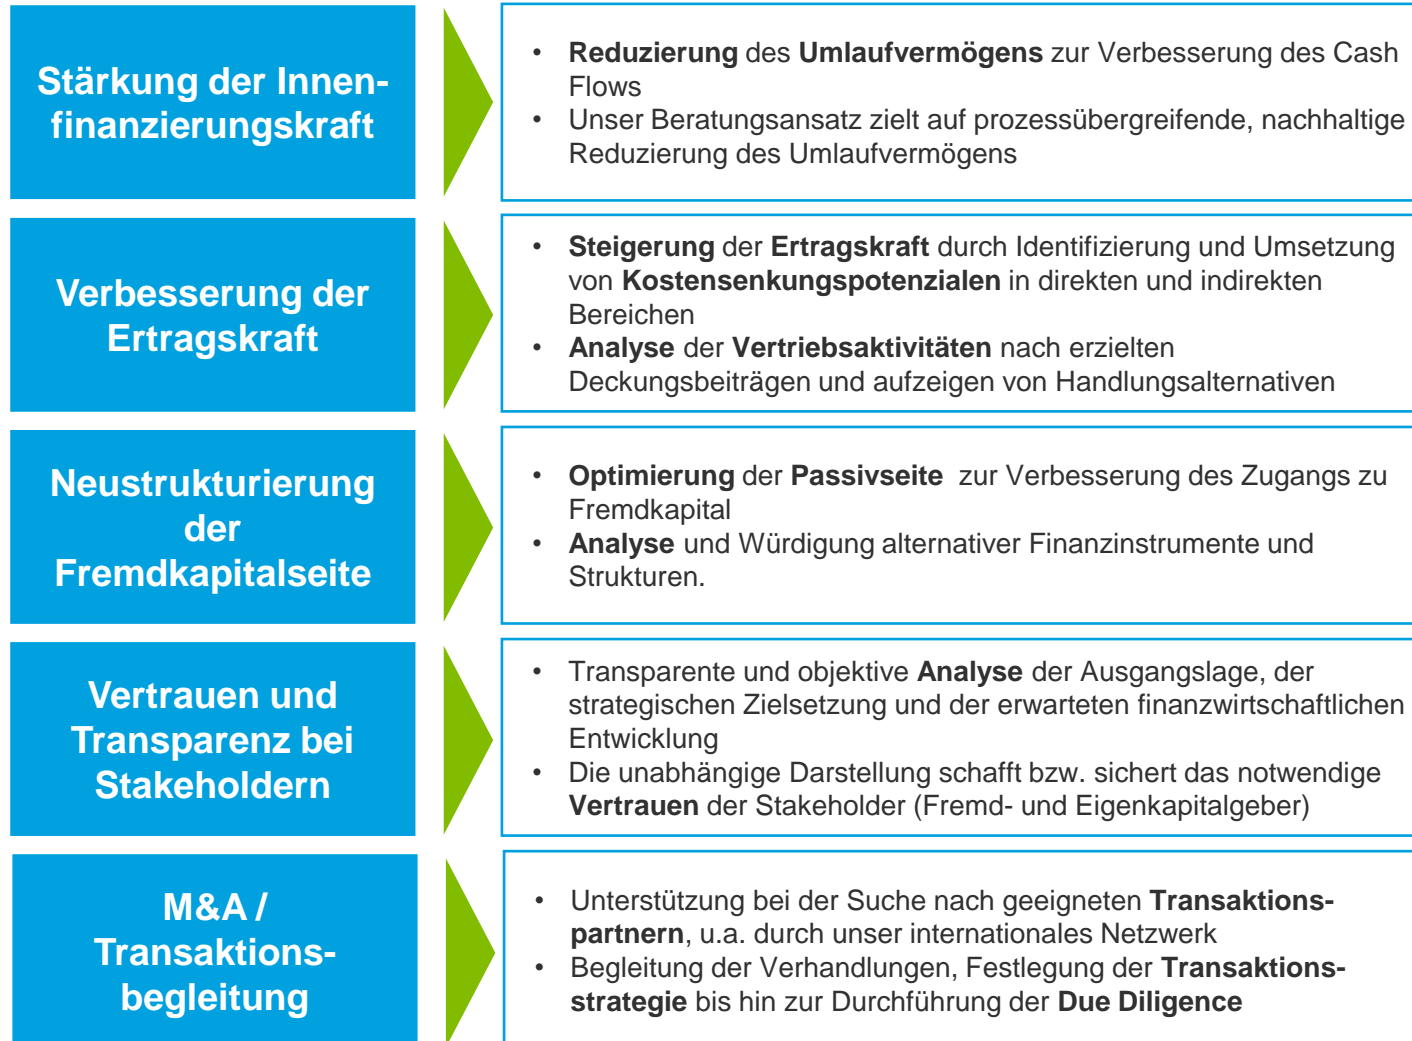 Stärkung der Innen-
finanzierungskraft
• Reduzierung des Umlaufvermögens zur Verbesserung des Cash
Flows
• Unser Beratungsansatz zielt auf prozessübergreifende, nachhaltige
Reduzierung des Umlaufvermögens
Verbesserung der
Ertragskraft
• Steigerung der Ertragskraft durch Identifizierung und Umsetzung
von Kostensenkungspotenzialen in direkten und indirekten
Bereichen
• Analyse der Vertriebsaktivitäten nach erzielten
Deckungsbeiträgen und aufzeigen von Handlungsalternativen
Neustrukturierung
der
Fremdkapitalseite
• Optimierung der Passivseite zur Verbesserung des Zugangs zu
Fremdkapital
• Analyse und Würdigung alternativer Finanzinstrumente und
Strukturen.
Vertrauen und
Transparenz bei
Stakeholdern
• Transparente und objektive Analyse der Ausgangslage, der
strategischen Zielsetzung und der erwarteten finanzwirtschaftlichen
Entwicklung
• Die unabhängige Darstellung schafft bzw. sichert das notwendige
Vertrauen der Stakeholder (Fremd- und Eigenkapitalgeber)
M&A /
Transaktions-
begleitung
• Unterstützung bei der Suche nach geeigneten Transaktions-
partnern, u.a. durch unser internationales Netzwerk
• Begleitung der Verhandlungen, Festlegung der Transaktions-
strategie bis hin zur Durchführung der Due Diligence